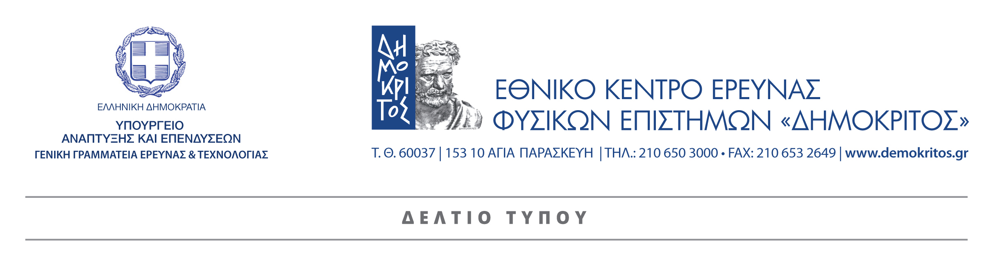 ΕΛΛΗΝΙΚΗ ΔΗΜΟΚΡΑΤΙΑ
ΥΠΟΥΡΓΕΙΟ
ΑΝΑΠΤΥΞΗΣ ΚΑΙ ΕΠΕΝΔΥΣΕΩΝ
ΓΕΝΙΚΗ ΓΡΑΜΜΑΤΕΙΑ ΕΡΕΥΝΑΣ & ΤΕΧΝΟΛΟΓΙΑΣ
ΔΗ
ΜΟ
ΚΡΙ
ΤΟΣ
ΔΗΜΟΚΡΙΤΟΣ
ΕΘΝΙΚΟ ΚΕΝΤΡΟ ΕΡΕΥΝΑΣ
ΦΥΣΙΚΩΝ ΕΠΙΣΤΗΜΩΝ «ΔΗΜΟΚΡΙΤΟΣ»
Τ. Θ. 60037 | 153 10 ΑΓΙΑ ΠΑΡΑΣΚΕΥΗ | ΤΗΛ.: 210 650 3000 • FAX: 210 653 2649 | www.demokritos.gr
ΔΕΛΤΙΟ ΤΥΠΟΥ